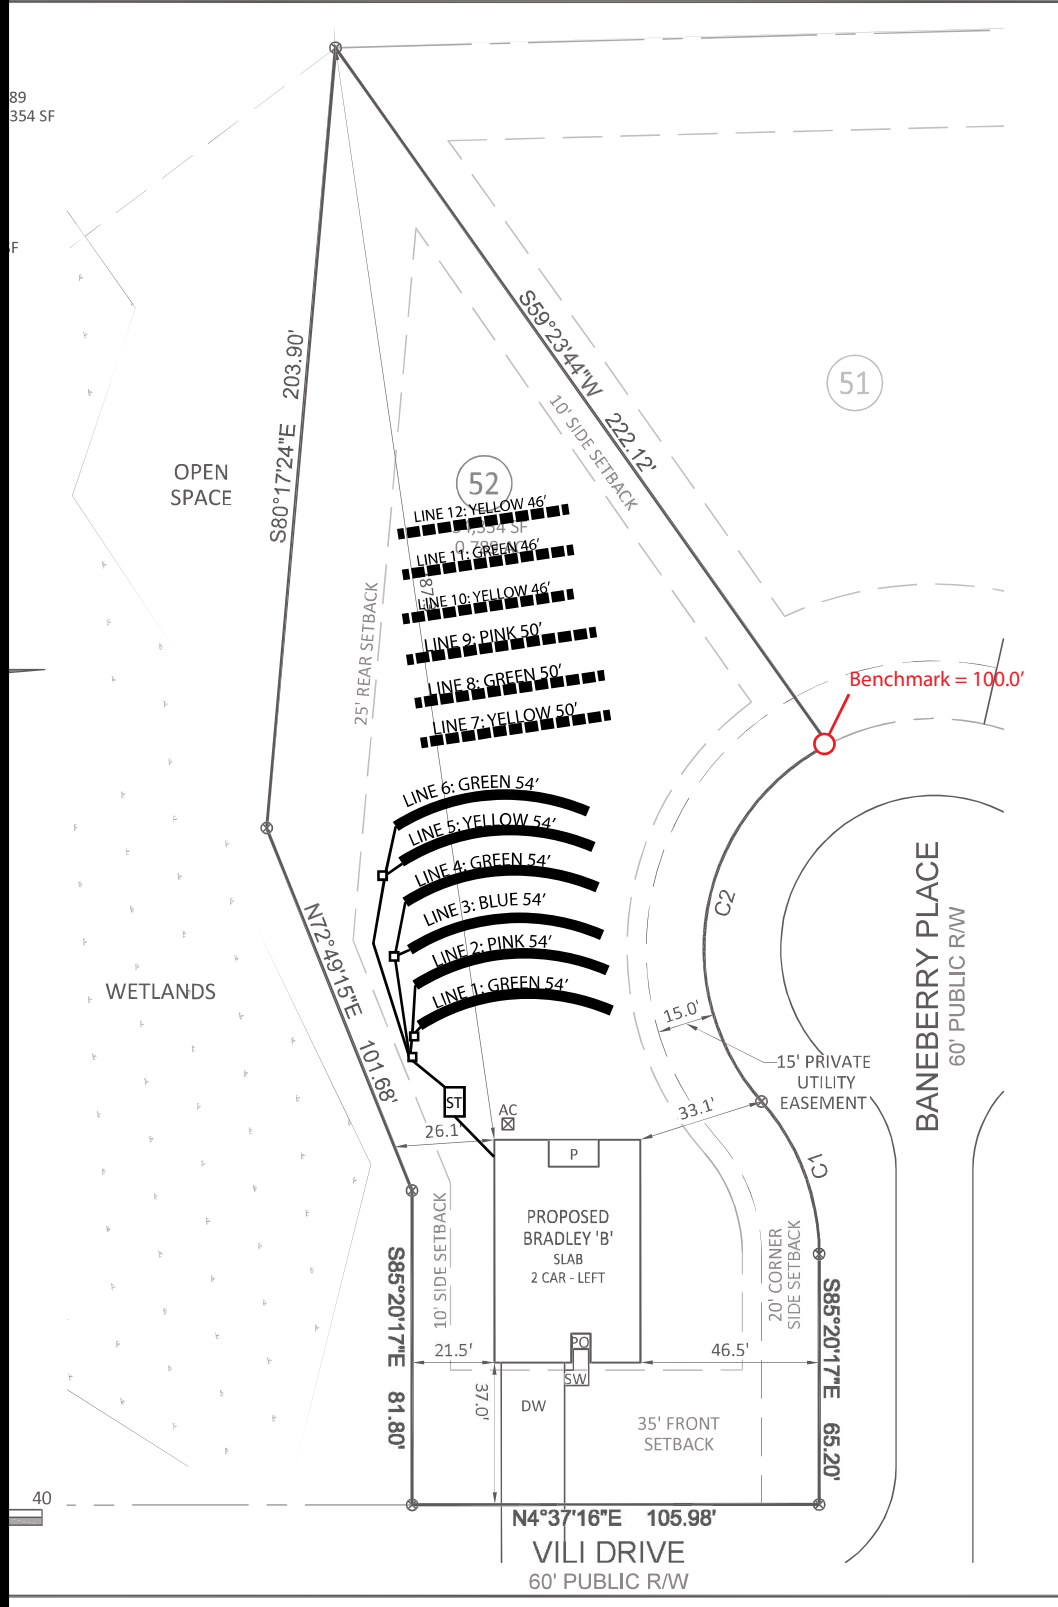 89
354 SF
SF
OPEN
SPACE
WETLANDS
40
S80°17'24"E 203.90'
N72°49'15"E 101.68'
S85°20'17"E 81.80'
S59°23'44"W 222.12'
10' SIDE SETBACK
25' REAR SETBACK
51
52
LINE 12: YELLOW 46'
LINE 11: GREEN 46'
LINE 10: YELLOW 46'
LINE 9: PINK 50'
LINE 8: GREEN 50'
LINE 7: YELLOW 50'
LINE 6: GREEN 54'
LINE 5: YELLOW 54'
LINE 4: GREEN 54'
LINE 3: BLUE 54'
LINE 2: PINK 54'
LINE 1: GREEN 54'
Benchmark = 100.0'
BANEBERRY PLACE
60' PUBLIC R/W
C2
15.0'
15' PRIVATE
UTILITY
EASEMENT
33.1'
C1
ST
AC
26.1'
P
PROPOSED
BRADLEY 'B'
SLAB
2 CAR - LEFT
PO
SW
DW
10' SIDE SETBACK
20' CORNER
SIDE SETBACK
21.5'
46.5'
37.0'
35' FRONT
SETBACK
S85°20'17"E 65.20'
N4°37'16"E 105.98'
VILI DRIVE
60' PUBLIC R/W